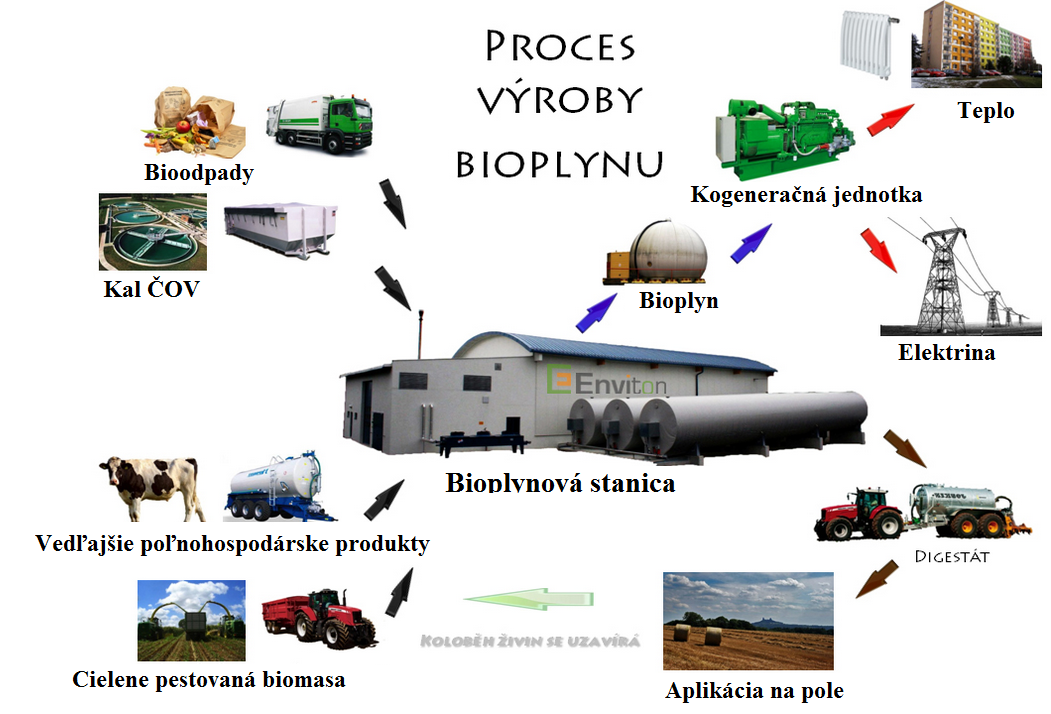 PROCES
VÝROBY
BIOPLYNU
Teplo
Bioodpady
Kogeneračná jednotka
Kal ČOV
Bioplyn
Elektrina
Enviton
Bioplynová stanica
Vedľajšie poľnohospodárske produkty
DIGESTÁT
KOLOBĚH ŽIVIN SE UZAVÍRÁ
Cielene pestovaná biomasa
Aplikácia na pole